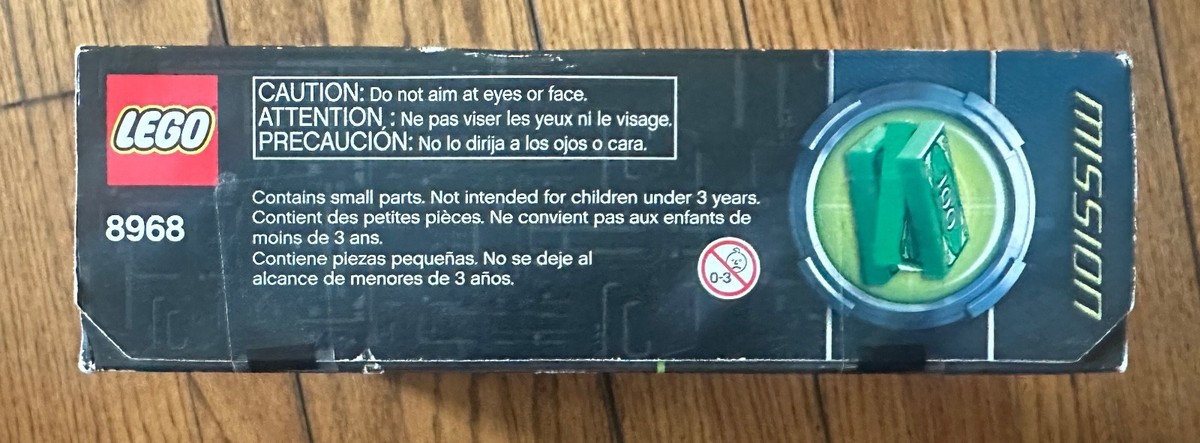 LEGO
8968
CAUTION: Do not aim at eyes or face.
ATTENTION : Ne pas viser les yeux ni le visage.
PRECAUCIÓN: No lo dirija a los ojos o cara.
Contains small parts. Not intended for children under 3 years.
Contient des petites pièces. Ne convient pas aux enfants de
moins de 3 ans.
Contiene piezas pequeñas. No se deje al
alcance de menores de 3 años.
0-3
100
MISSION